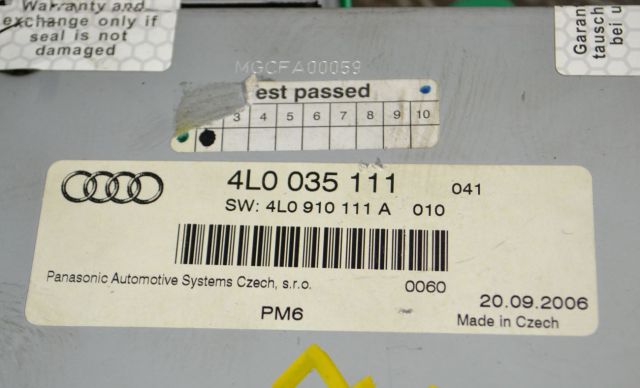 Warranty and
exchange only if
seal is not
damaged
Garan
tausch
bei u
MGCFA00059
est passed
3 4 5 6 7 8 9 10
4L0 035 111 041
SW: 4L0 910 111 A 010
Panasonic Automotive Systems Czech, s.r.o. 0060
20.09.2006
PM6 Made in Czech